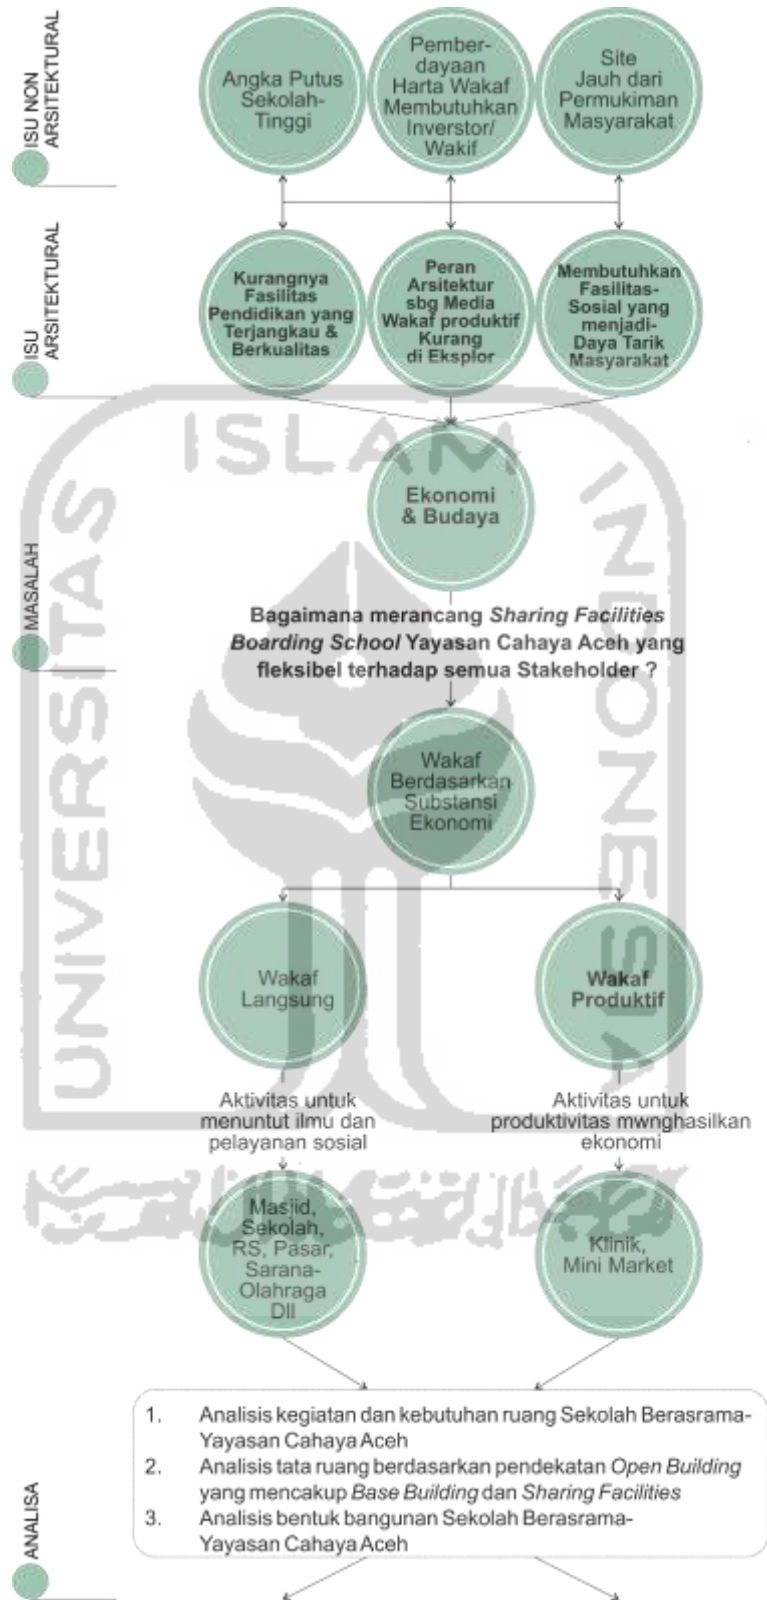 ISU NON
ARSITEKTURAL
Angka Putus
Sekolah-
Tinggi
Pember-
dayaan
Harta Wakaf
Membutuhkan
Inverstor/
Wakif
Site
Jauh dari
Permukiman
Masyarakat
ISU
ARSITEKTURAL
Kurangnya
Fasilitas
Pendidikan yang
Terjangkau &
Berkualitas
Peran
Arsitektur
sbg Media
Wakaf produktif
Kurang
di Eksplor
Membutuhkan
Fasilitas-
Sosial yang
menjadi-
Daya Tarik
Masyarakat
UNIVERSITAS
ISLAM
INDONESIA
MASALAH
Ekonomi
& Budaya
Bagaimana merancang Sharing Facilities
Boarding School Yayasan Cahaya Aceh yang
fleksibel terhadap semua Stakeholder ?
Wakaf
Berdasarkan
Substansi
Ekonomi
Wakaf
Langsung
Wakaf
Produktif
Aktivitas untuk
menuntut ilmu dan
pelayanan sosial
Aktivitas untuk
produktivitas mwnghasilkan
ekonomi
Masjid,
Sekolah,
RS, Pasar,
Sarana-
Olahraga
Dll
Klinik,
Mini Market
ANALISA
1. Analisis kegiatan dan kebutuhan ruang Sekolah Berasrama-
Yayasan Cahaya Aceh
2. Analisis tata ruang berdasarkan pendekatan Open Building
yang mencakup Base Building dan Sharing Facilities
3. Analisis bentuk bangunan Sekolah Berasrama-
Yayasan Cahaya Aceh